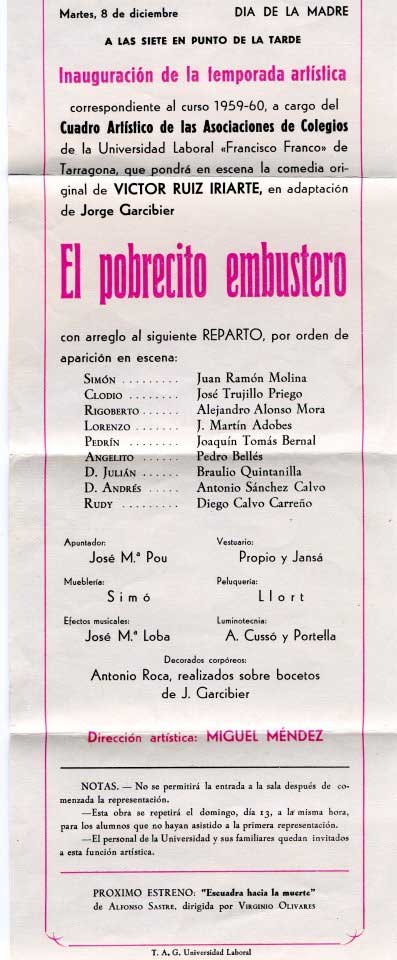 Martes, 8 de diciembre DIA DE LA MADRE
A LAS SIETE EN PUNTO DE LA TARDE
Inauguración de la temporada artística
correspondiente al curso 1959-60, a cargo del
Cuadro Artístico de las Asociaciones de Colegios
de la Universidad Laboral «Francisco Franco» de
Tarragona, que pondrá en escena la comedia ori-
ginal de VICTOR RUIZ IRIARTE, en adaptación
de Jorge Garcibier
El pobrecito embustero
con arreglo al siguiente REPARTO, por orden de
aparición en escena:
SIMÓN ......... Juan Ramón Molina
CLODIO ......... José Trujillo Priego
RIGOBERTO ...... Alejandro Alonso Mora
LORENZO ....... J. Martín Adobes
PEDRÍN ......... Joaquín Tomás Bernal
ANGELITO ...... Pedro Bellés
D. JULIÁN ...... Braulio Quintanilla
D. ANDRÉS ..... Antonio Sánchez Calvo
RUDY ......... Diego Calvo Carreño
Apuntador: Vestuario:
José M.ª Pou Propio y Jansá
Mueblería: Peluquería:
Simó Llort
Efectos musicales: Luminotecnia:
José M.ª Loba A. Cussó y Portella
Decorados corpóreos:
Antonio Roca, realizados sobre bocetos
de J. Garcibier
Dirección artística: MIGUEL MÉNDEZ
NOTAS. — No se permitirá la entrada a la sala después de co-
menzada la representación.
—Esta obra se repetirá el domingo, día 13, a la misma hora,
para los alumnos que no hayan asistido a la primera representación.
—El personal de la Universidad y sus familiares quedan invitados
a esta función artística.
PROXIMO ESTRENO: "Escuadra hacia la muerte"
de ALFONSO SASTRE, dirigida por VIRGINIO OLIVARES
T. A. G. Universidad Laboral